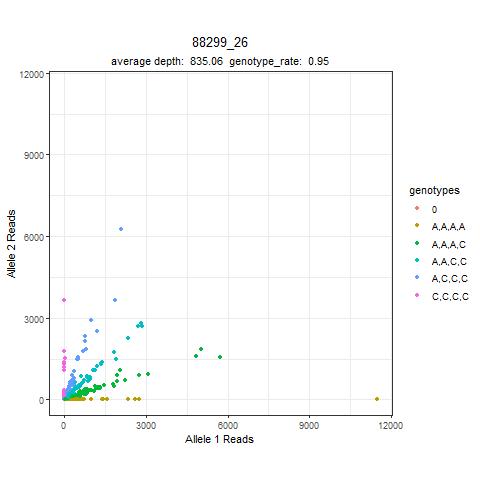 88299_26
average depth:  835.06  genotype_rate:  0.95
12000
9000
6000
3000
0
Allele 2 Reads
0
3000
6000
9000
12000
Allele 1 Reads
genotypes
0
A,A,A,A
A,A,A,C
A,A,C,C
A,C,C,C
C,C,C,C